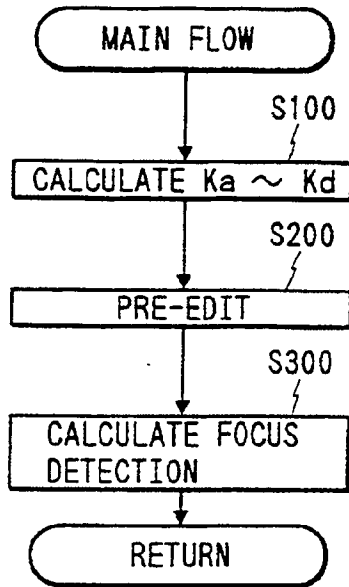 MAIN FLOW
S100
CALCULATE Ka ~ Kd
S200
PRE-EDIT
S300
CALCULATE FOCUS
DETECTION
RETURN